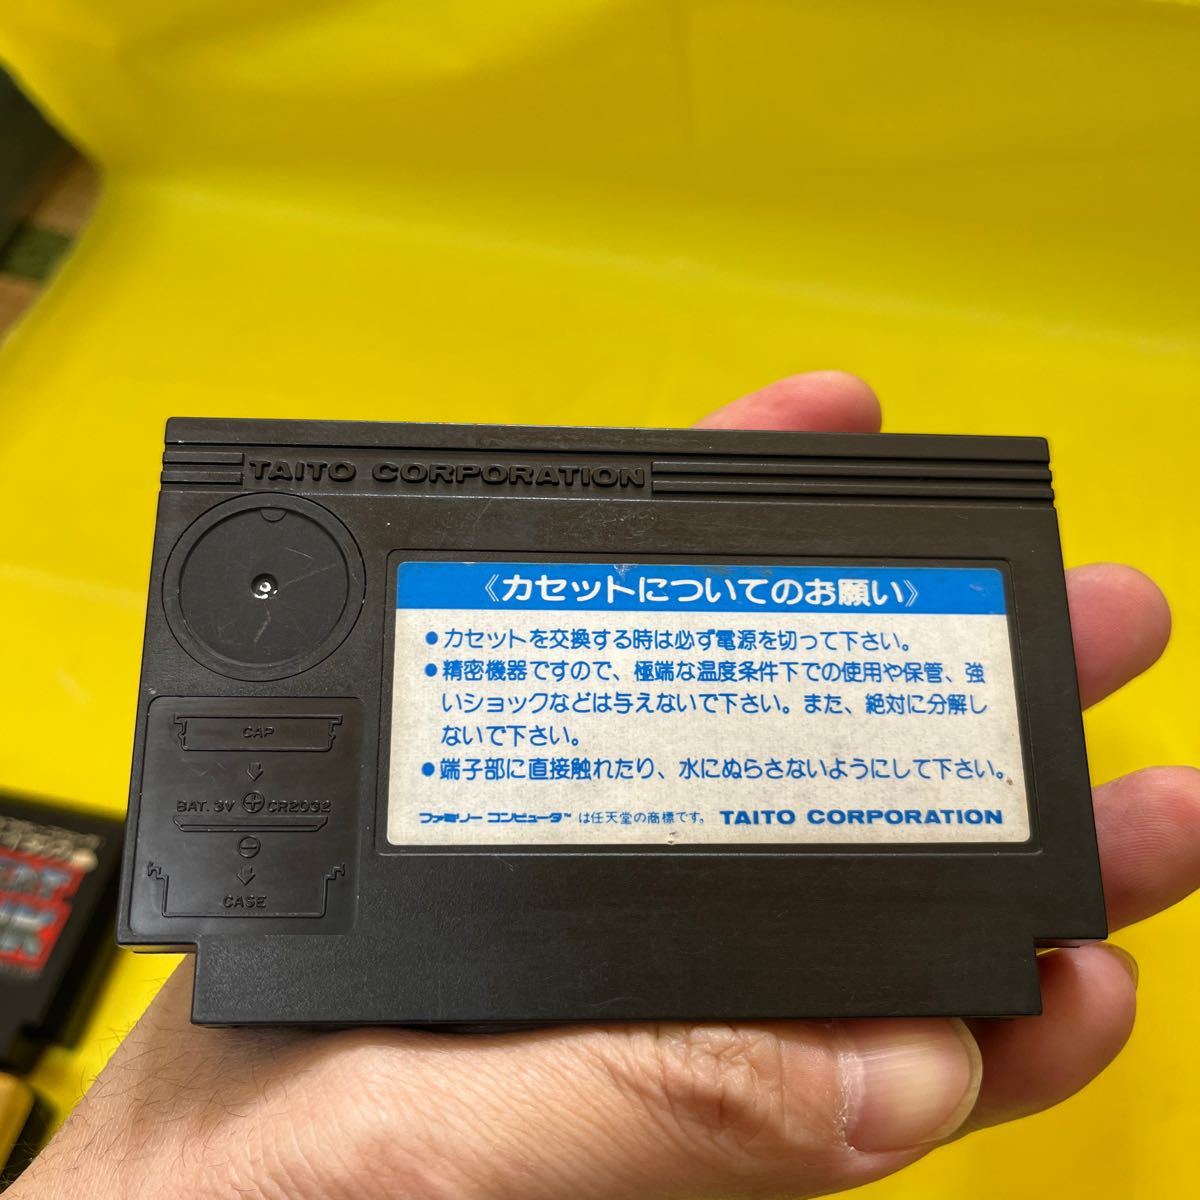 TAITO CORPORATION
《カセットについてのお願い》
●カセットを交換する時は必ず電源を切って下さい。
●精密機器ですので、極端な温度条件下での使用や保管、強
いショックなどは与えないで下さい。また、絶対に分解し
ないで下さい。
●端子部に直接触れたり、水にぬらさないようにして下さい。
ファミリーコンピュータ™は任天堂の商標です。 TAITO CORPORATION
CAP
BAT. 3V ⊕ CR2032
⊖
CASE